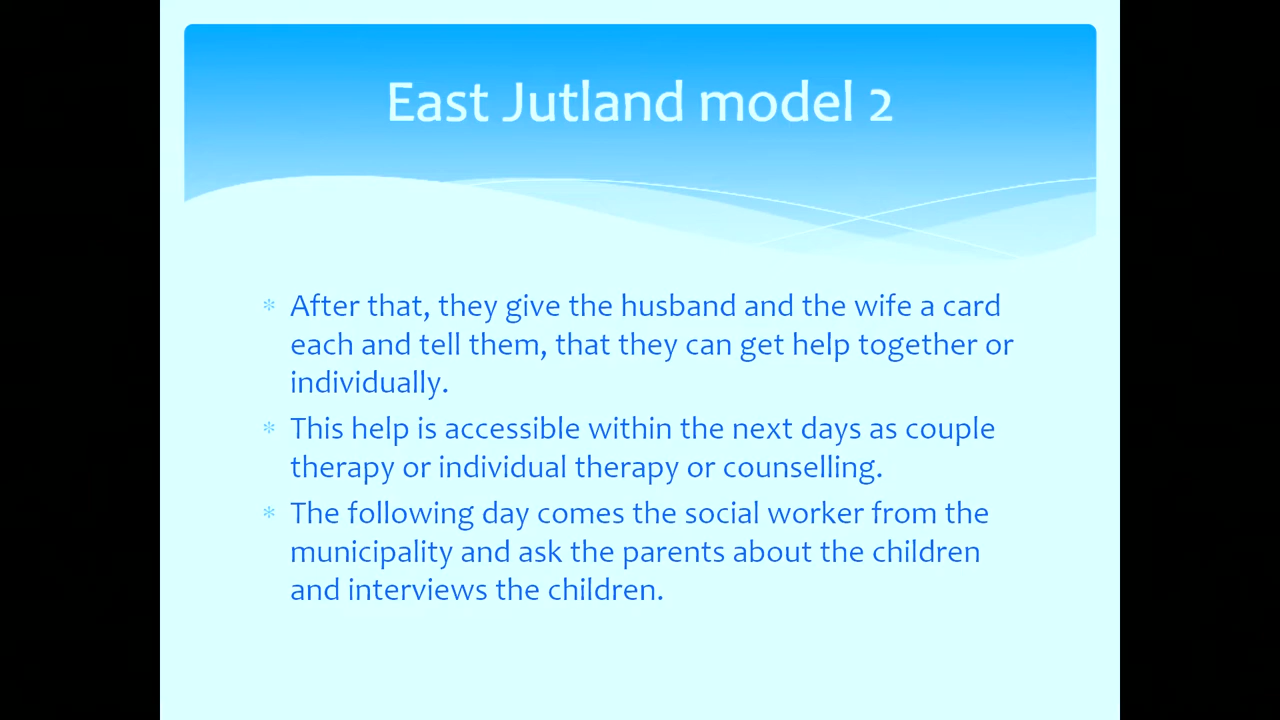 East Jutland model 2
After that, they give the husband and the wife a card
each and tell them, that they can get help together or
individually.
This help is accessible within the next days as couple
therapy or individual therapy or counselling.
The following day comes the social worker from the
municipality and ask the parents about the children
and interviews the children.